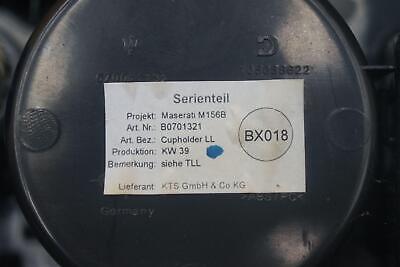 Serienteil
Projekt: Maserati M156B
Art. Nr.: B0701321
Art. Bez.: Cupholder LL
BX018
Produktion: KW 39
Bemerkung: siehe TLL
Lieferant: KTS GmbH & Co KG
Germany